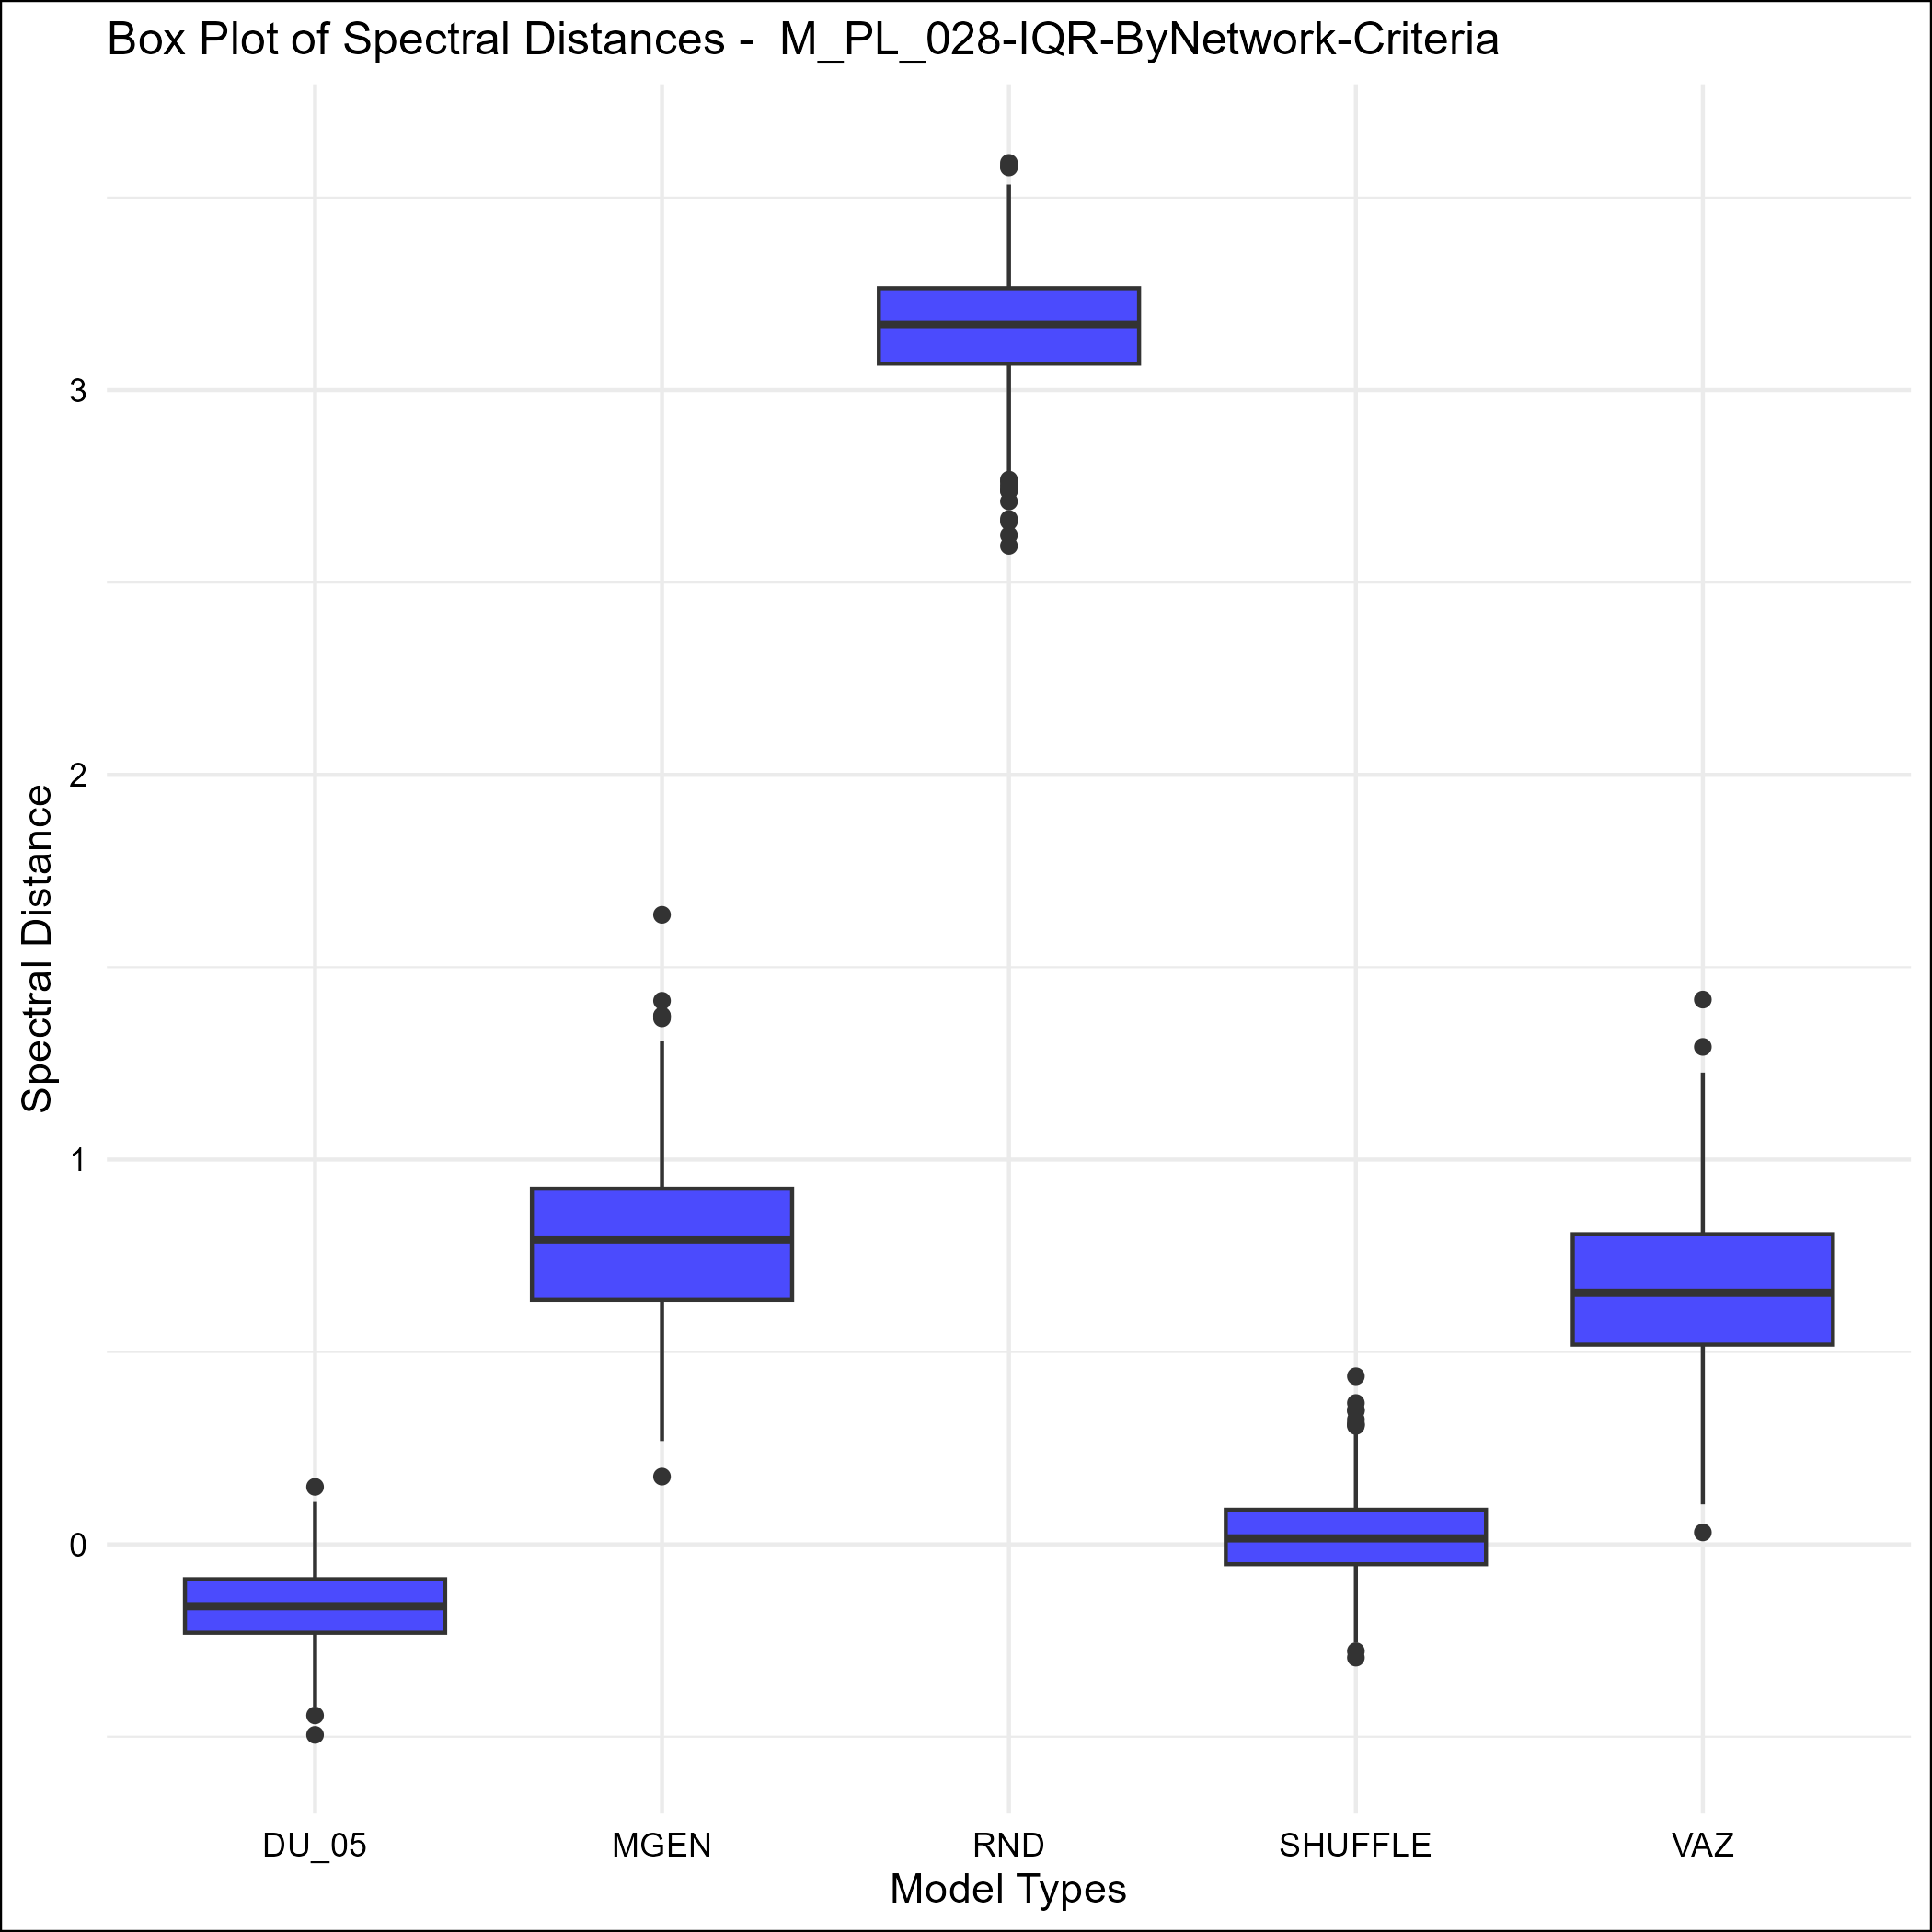 Box Plot of Spectral Distances -  M_PL_028-IQR-ByNetwork-Criteria
Spectral Distance
3
2
1
0
DU_05 MGEN RND SHUFFLE VAZ
Model Types